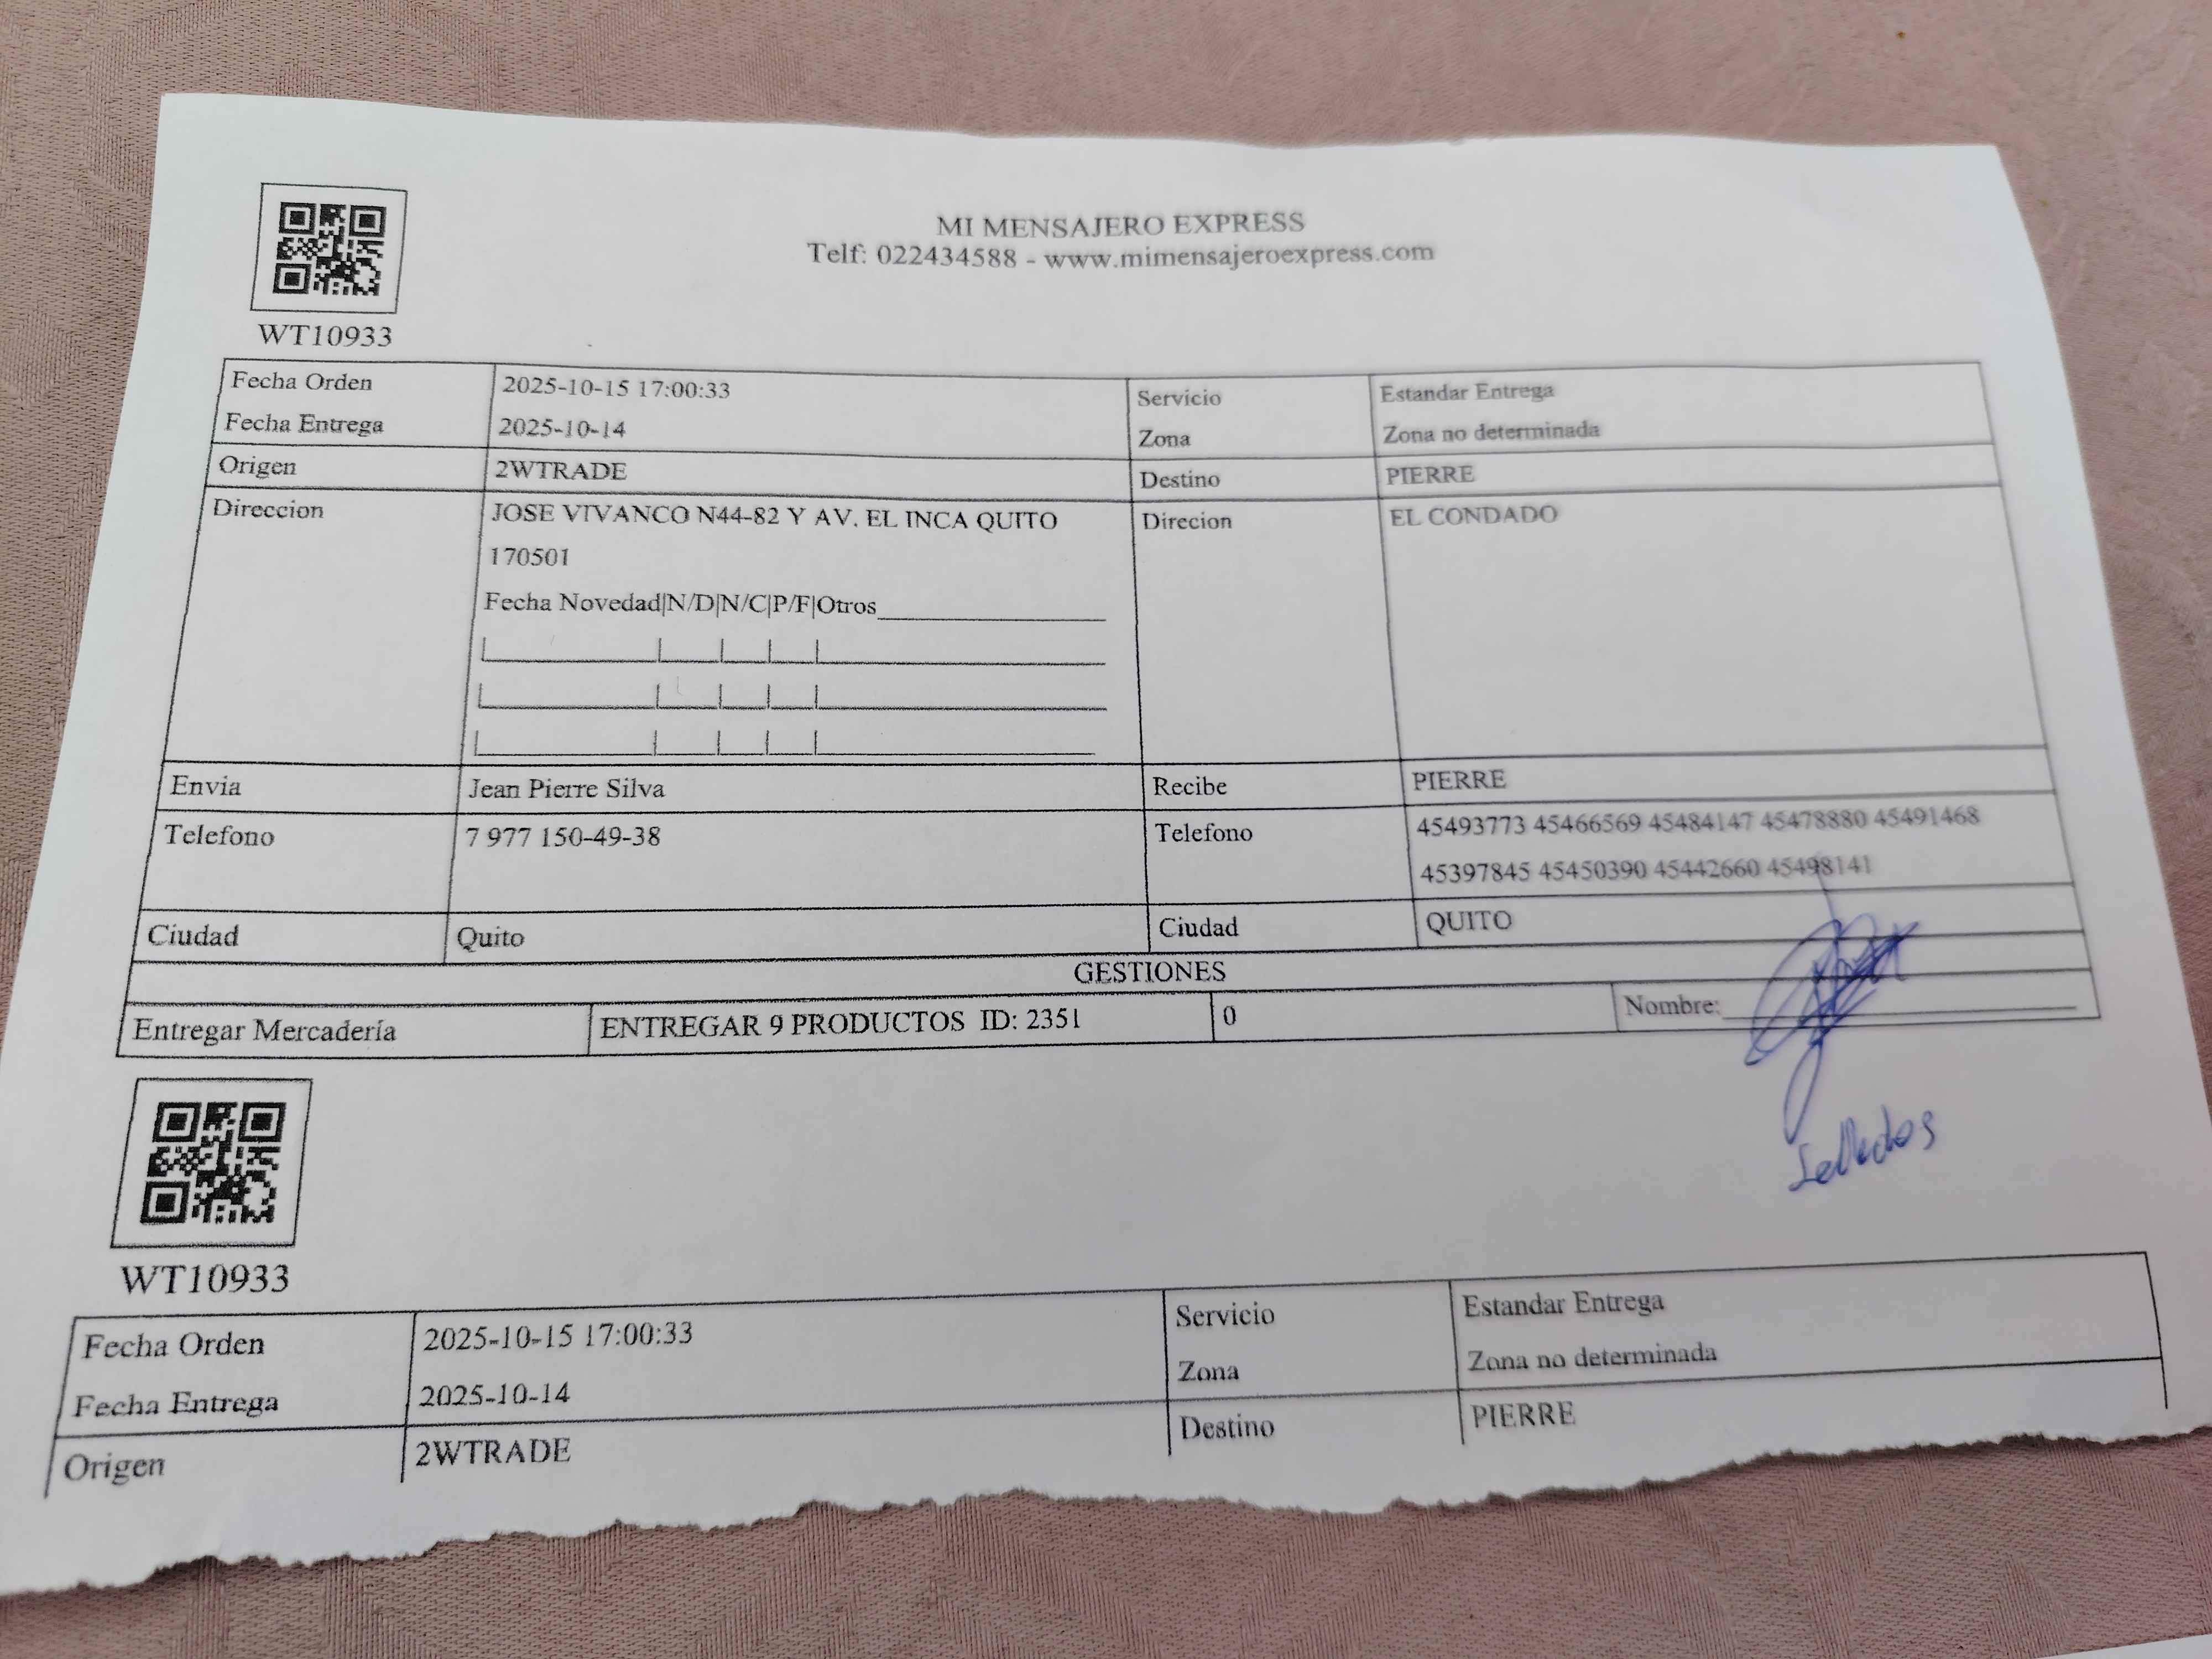 MI MENSAJERO EXPRESS
Telf: 022434588 - www.mimensajeroexpress.com
WT10933
Fecha Orden 2025-10-15 17:00:33 Servicio Estandar Entrega
Fecha Entrega 2025-10-14 Zona Zona no determinada
Origen 2WTRADE Destino PIERRE
Direccion JOSE VIVANCO N44-82 Y AV. EL INCA QUITO Direcion EL CONDADO
170501
Fecha Novedad|N/D|N/C|P/F|Otros
Envia Jean Pierre Silva Recibe PIERRE
Telefono 7 977 150-49-38 Telefono 45493773 45466569 45484147 45478880 45491468
45397845 45450390 45442660 45498141
Ciudad Quito Ciudad QUITO
GESTIONES
Entregar Mercadería ENTREGAR 9 PRODUCTOS ID: 2351 0 Nombre:
Sellados
WT10933
Fecha Orden 2025-10-15 17:00:33 Servicio Estandar Entrega
Fecha Entrega 2025-10-14 Zona Zona no determinada
Origen 2WTRADE Destino PIERRE